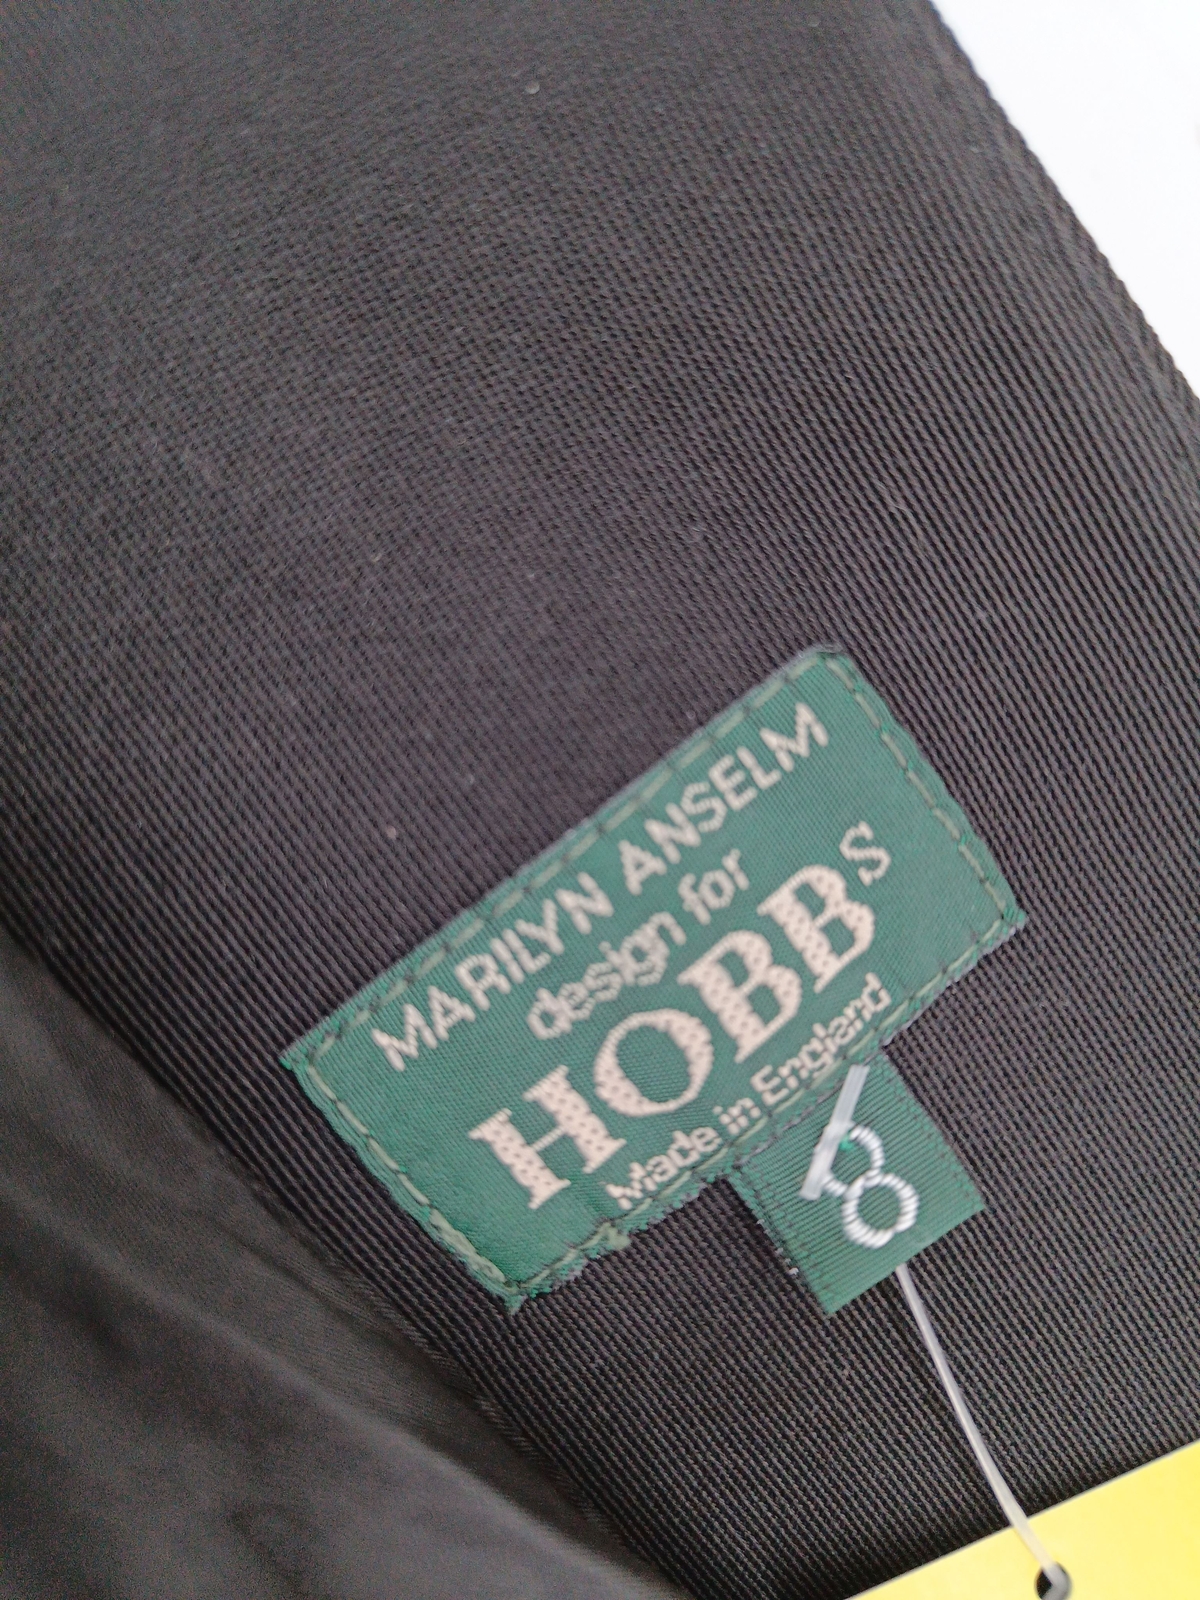 MARILYN ANSELM
design for
HOBBS
Made in England
8